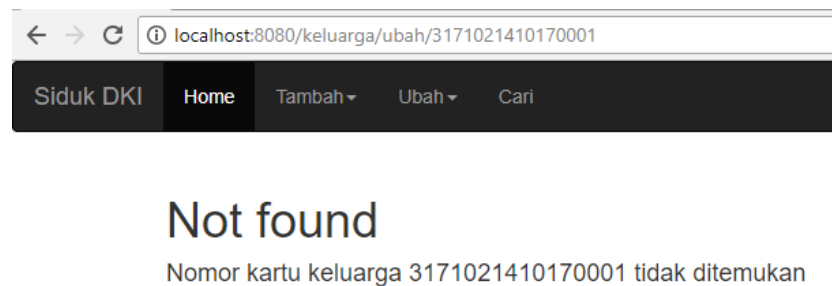 localhost:8080/keluarga/ubah/3171021410170001
Siduk DKI Home Tambah Ubah Cari
Not found
Nomor kartu keluarga 3171021410170001 tidak ditemukan